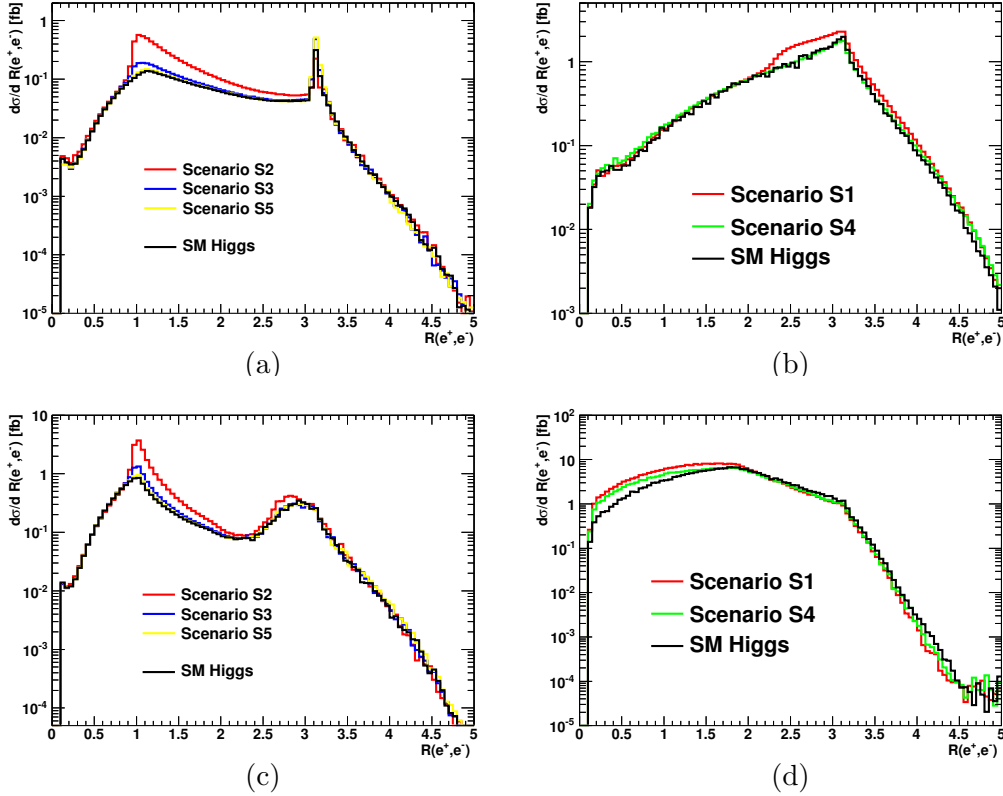 dσ/d R(e⁺,e⁻) [fb]
1
10⁻¹
10⁻²
10⁻³
10⁻⁴
10⁻⁵
Scenario S2
Scenario S3
Scenario S5
SM Higgs
0 0.5 1 1.5 2 2.5 3 3.5 4 4.5 5
R(e⁺,e⁻)
(a)
dσ/d R(e⁺,e⁻) [fb]
1
10⁻¹
10⁻²
10⁻³
Scenario S1
Scenario S4
SM Higgs
0 0.5 1 1.5 2 2.5 3 3.5 4 4.5 5
R(e⁺,e⁻)
(b)
dσ/d R(e⁺,e⁻) [fb]
10
1
10⁻¹
10⁻²
10⁻³
10⁻⁴
Scenario S2
Scenario S3
Scenario S5
SM Higgs
0 0.5 1 1.5 2 2.5 3 3.5 4 4.5 5
R(e⁺,e⁻)
(c)
dσ/d R(e⁺,e⁻) [fb]
10²
10
1
10⁻¹
10⁻²
10⁻³
10⁻⁴
10⁻⁵
Scenario S1
Scenario S4
SM Higgs
0 0.5 1 1.5 2 2.5 3 3.5 4 4.5 5
R(e⁺,e⁻)
(d)